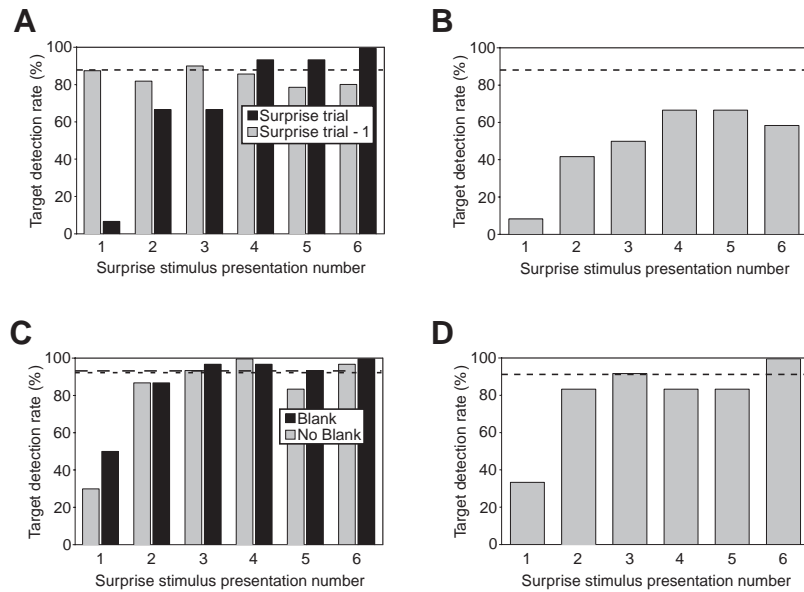 A
Target detection rate (%)
100
80
60
40
20
0
Surprise trial
Surprise trial - 1
1 2 3 4 5 6
Surprise stimulus presentation number
B
Target detection rate (%)
100
80
60
40
20
0
1 2 3 4 5 6
Surprise stimulus presentation number
C
Target detection rate (%)
100
80
60
40
20
0
Blank
No Blank
1 2 3 4 5 6
Surprise stimulus presentation number
D
Target detection rate (%)
100
80
60
40
20
0
1 2 3 4 5 6
Surprise stimulus presentation number